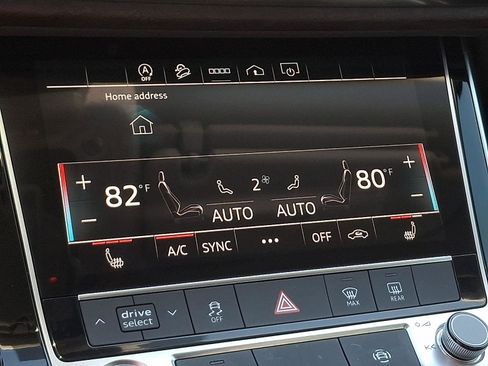 OFF
Home address
82°F
2
80°F
AUTO AUTO
A/C SYNC ... OFF
drive select
OFF
MAX
REAR